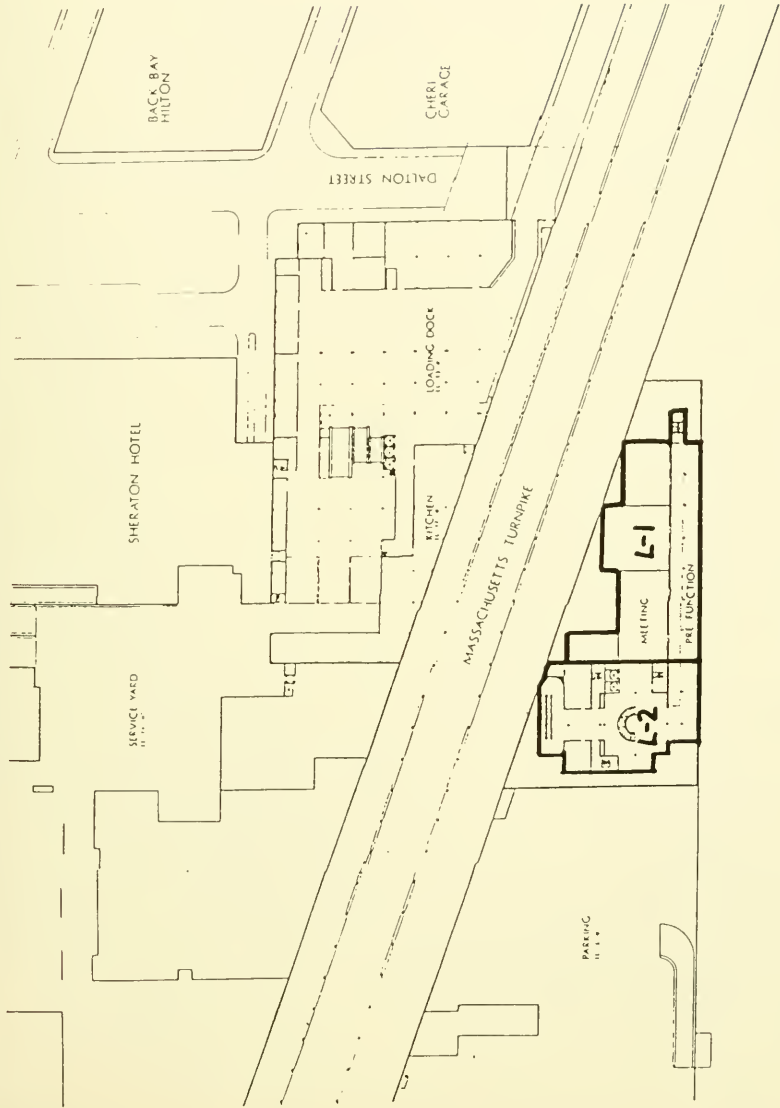 BACK BAY
HILTON
CHERI
GARAGE
DALTON STREET
SHERATON HOTEL
LOADING DOCK
KITCHEN
SERVICE YARD
MASSACHUSETTS TURNPIKE
L-1
MEETING
PRE FUNCTION
L-2
PARKING